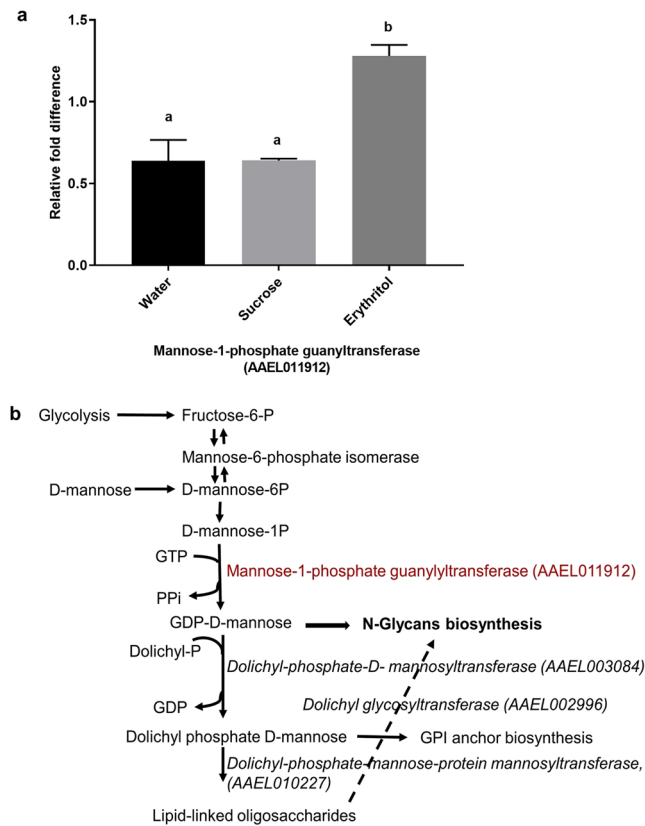 a
Relative fold difference
1.5
1.0
0.5
0.0
a
a
b
Water
Sucrose
Erythritol
Mannose-1-phosphate guanyltransferase
(AAEL011912)
b
Glycolysis
Fructose-6-P
Mannose-6-phosphate isomerase
D-mannose
D-mannose-6P
D-mannose-1P
GTP
Mannose-1-phosphate guanylyltransferase (AAEL011912)
PPi
GDP-D-mannose
N-Glycans biosynthesis
Dolichyl-P
Dolichyl-phosphate-D- mannosyltransferase (AAEL003084)
Dolichyl glycosyltransferase (AAEL002996)
GDP
Dolichyl phosphate D-mannose
GPI anchor biosynthesis
Dolichyl-phosphate-mannose-protein mannosyltransferase,
(AAEL010227)
Lipid-linked oligosaccharides